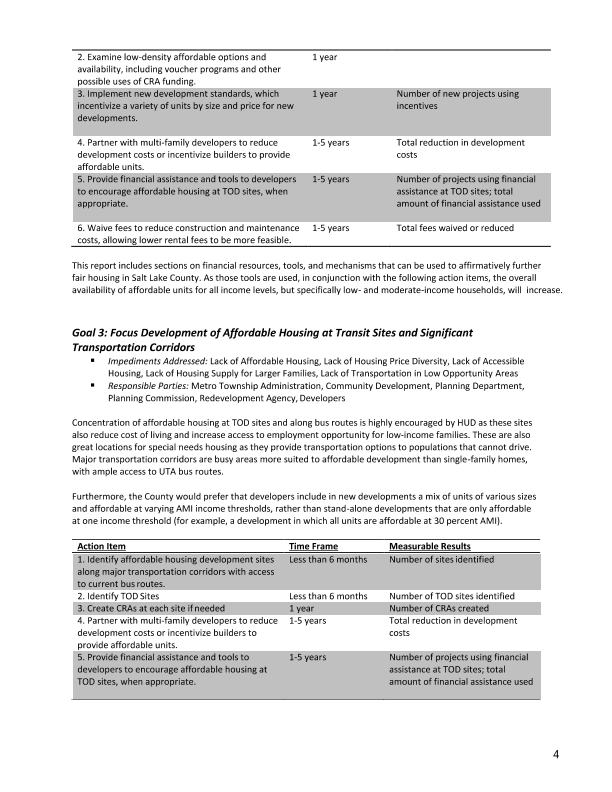 2. Examine low-density affordable options and 1 year
availability, including voucher programs and other
possible uses of CRA funding.
3. Implement new development standards, which 1 year Number of new projects using
incentivize a variety of units by size and price for new incentives
developments.
4. Partner with multi-family developers to reduce 1-5 years Total reduction in development
development costs or incentivize builders to provide costs
affordable units.
5. Provide financial assistance and tools to developers 1-5 years Number of projects using financial
to encourage affordable housing at TOD sites, when assistance at TOD sites; total
appropriate. amount of financial assistance used
6. Waive fees to reduce construction and maintenance 1-5 years Total fees waived or reduced
costs, allowing lower rental fees to be more feasible.
This report includes sections on financial resources, tools, and mechanisms that can be used to affirmatively further
fair housing in Salt Lake County. As those tools are used, in conjunction with the following action items, the overall
availability of affordable units for all income levels, but specifically low- and moderate-income households, will increase.
Goal 3: Focus Development of Affordable Housing at Transit Sites and Significant
Transportation Corridors
▪ Impediments Addressed: Lack of Affordable Housing, Lack of Housing Price Diversity, Lack of Accessible
Housing, Lack of Housing Supply for Larger Families, Lack of Transportation in Low Opportunity Areas
▪ Responsible Parties: Metro Township Administration, Community Development, Planning Department,
Planning Commission, Redevelopment Agency, Developers
Concentration of affordable housing at TOD sites and along bus routes is highly encouraged by HUD as these sites
also reduce cost of living and increase access to employment opportunity for low-income families. These are also
great locations for special needs housing as they provide transportation options to populations that cannot drive.
Major transportation corridors are busy areas more suited to affordable development than single-family homes,
with ample access to UTA bus routes.
Furthermore, the County would prefer that developers include in new developments a mix of units of various sizes
and affordable at varying AMI income thresholds, rather than stand-alone developments that are only affordable
at one income threshold (for example, a development in which all units are affordable at 30 percent AMI).
Action Item Time Frame Measurable Results
1. Identify affordable housing development sites Less than 6 months Number of sites identified
along major transportation corridors with access
to current bus routes.
2. Identify TOD Sites Less than 6 months Number of TOD sites identified
3. Create CRAs at each site if needed 1 year Number of CRAs created
4. Partner with multi-family developers to reduce 1-5 years Total reduction in development
development costs or incentivize builders to costs
provide affordable units.
5. Provide financial assistance and tools to 1-5 years Number of projects using financial
developers to encourage affordable housing at assistance at TOD sites; total
TOD sites, when appropriate. amount of financial assistance used
4